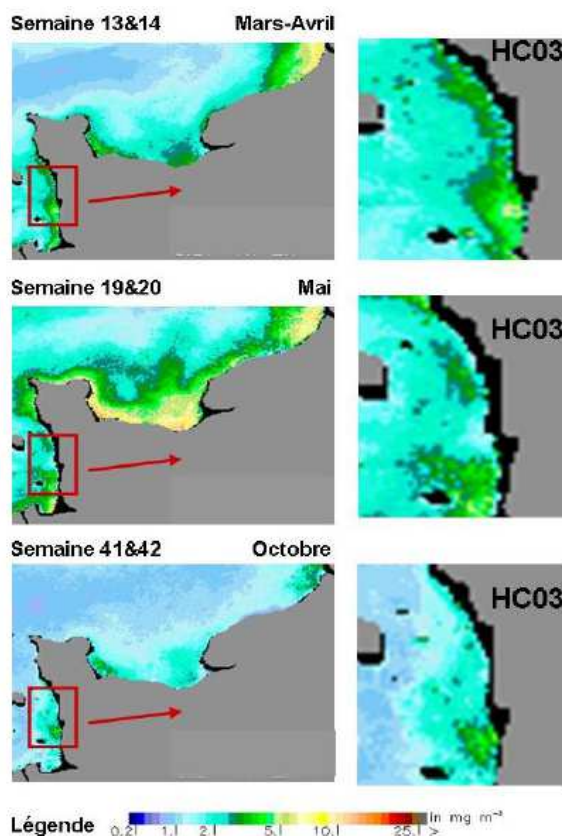 Semaine 13&14 Mars-Avril
HC03
Semaine 19&20 Mai
HC03
Semaine 41&42 Octobre
HC03
Légende 0.2 1.1 2.1 5.1 10.1 25.1 > in mg m⁻³